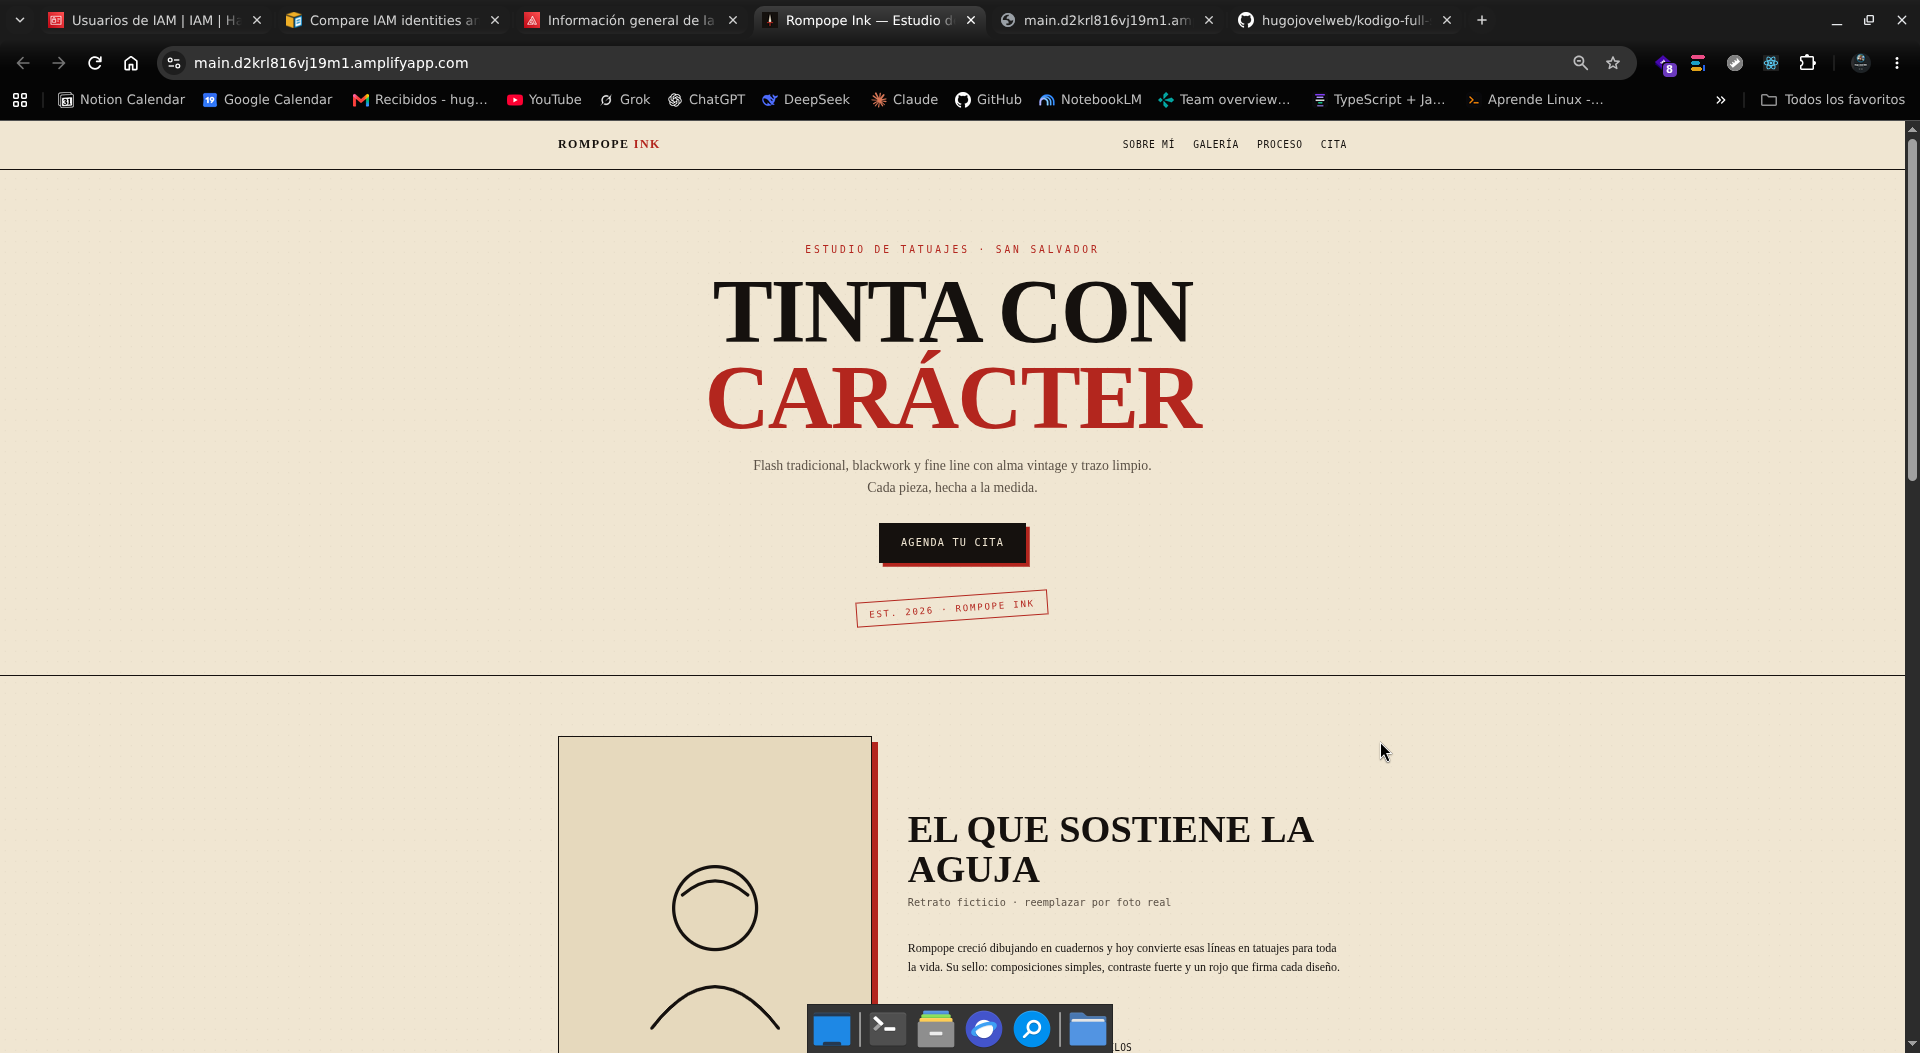 Usuarios de IAM | IAM | Ha
Compare IAM identities an
Información general de la
Rompope Ink — Estudio d
main.d2krl816vj19m1.am
hugojovelweb/kodigo-full-
main.d2krl816vj19m1.amplifyapp.com
8
31 Notion Calendar
19 Google Calendar
Recibidos - hug...
YouTube
Grok
ChatGPT
DeepSeek
Claude
GitHub
NotebookLM
Team overview...
TypeScript + Ja...
Aprende Linux -...
»
Todos los favoritos
ROMPOPE INK
SOBRE MÍ GALERÍA PROCESO CITA
ESTUDIO DE TATUAJES · SAN SALVADOR
TINTA CON
CARÁCTER
Flash tradicional, blackwork y fine line con alma vintage y trazo limpio.
Cada pieza, hecha a la medida.
AGENDA TU CITA
EST. 2026 · ROMPOPE INK
EL QUE SOSTIENE LA
AGUJA
Retrato ficticio · reemplazar por foto real
Rompope creció dibujando en cuadernos y hoy convierte esas líneas en tatuajes para toda
la vida. Su sello: composiciones simples, contraste fuerte y un rojo que firma cada diseño.